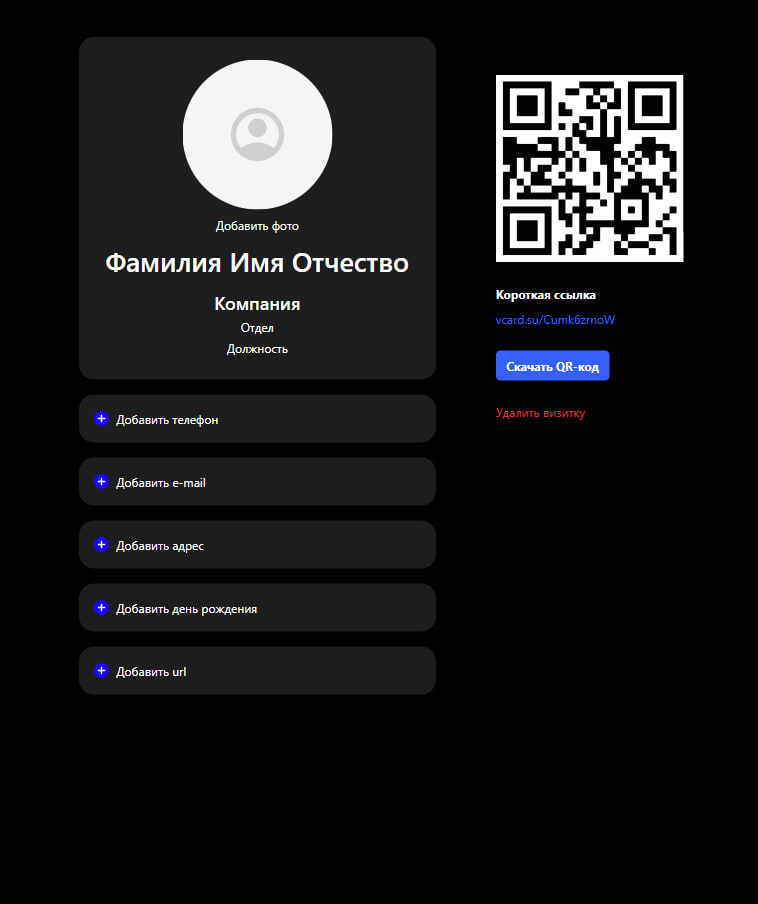 Добавить фото
Фамилия Имя Отчество
Компания
Отдел
Должность
Добавить телефон
Добавить e-mail
Добавить адрес
Добавить день рождения
Добавить url
Короткая ссылка
vcard.su/Cumk6zrnoW
Скачать QR-код
Удалить визитку